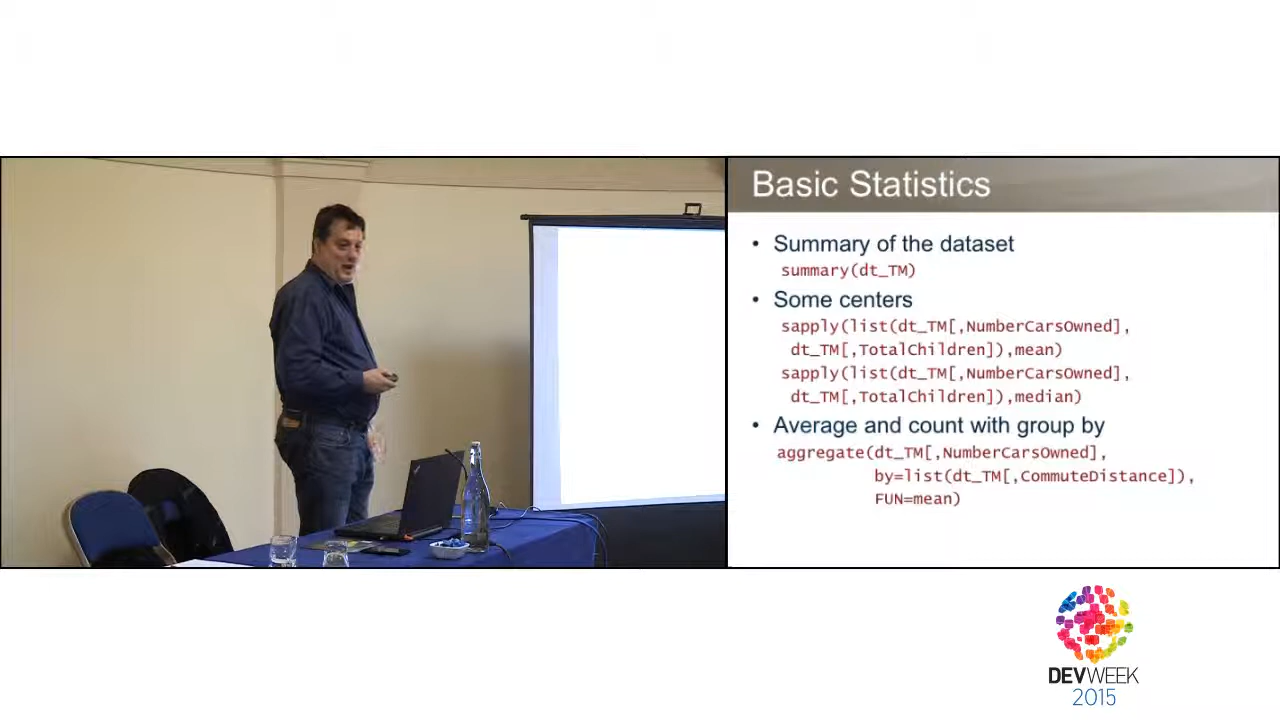 Basic Statistics
• Summary of the dataset
summary(dt_TM)
• Some centers
sapply(list(dt_TM[,NumberCarsOwned],
dt_TM[,TotalChildren]),mean)
sapply(list(dt_TM[,NumberCarsOwned],
dt_TM[,TotalChildren]),median)
• Average and count with group by
aggregate(dt_TM[,NumberCarsOwned],
by=list(dt_TM[,CommuteDistance]),
FUN=mean)
DEVWEEK
2015